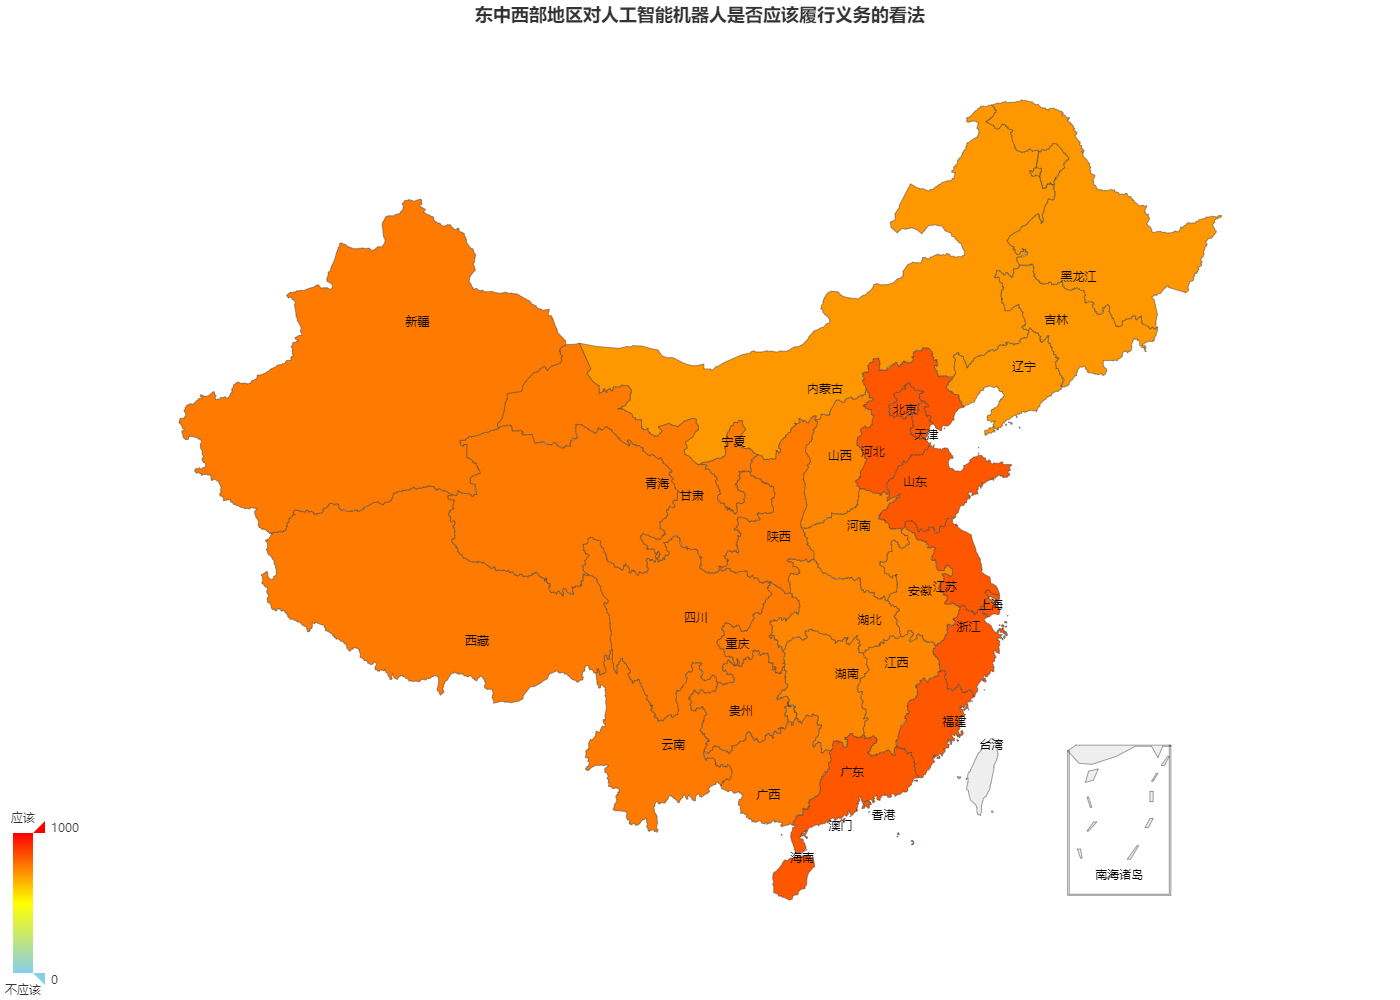 东中西部地区对人工智能机器人是否应该履行义务的看法
黑龙江
吉林
新疆
辽宁
内蒙古
北京
天津
宁夏
河北
山西
山东
青海
甘肃
河南
陕西
江苏
安徽
上海
四川
湖北
浙江
西藏
重庆
江西
湖南
贵州
福建
云南
台湾
广东
广西
香港
澳门
海南
南海诸岛
应该
1000
0
不应该